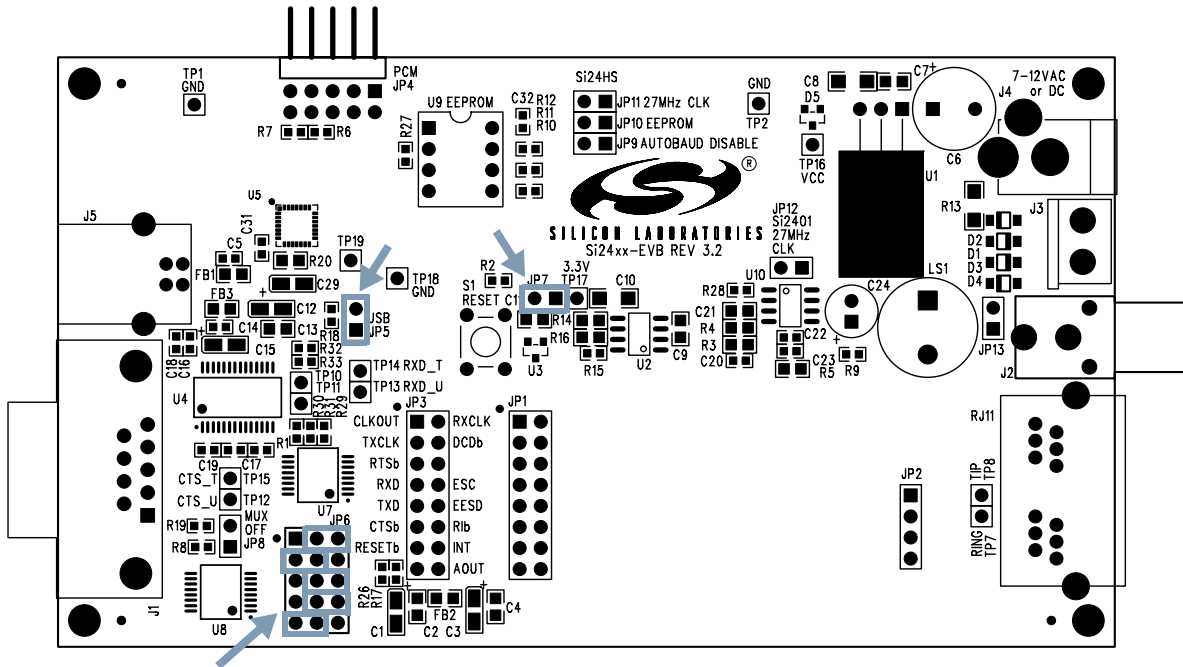 TP1
GND
PCM
JP4
R7
R6
U9 EEPROM
R27
C32
R12
R11
R10
Si24HS
JP11 27MHz CLK
JP10 EEPROM
JP9 AUTOBAUD DISABLE
GND
TP2
C8
D5
TP16
VCC
C7
+
C6
7-12VAC
or DC
J4
U1
R13
J3
D2
D1
D3
D4
®
SILICON LABORATORIES
Si24xx-EVB REV 3.2
JP12
Si2401
27MHz
CLK
J5
U5
C31
C5
FB1
R20
C29
TP19
TP18
GND
FB3
+
C12
C14
C13
+
C15
R18
USB
JP5
R32
R33
C18
C16
TP10
TP11
TP14 RXD_T
TP13 RXD_U
R30
R31
R29
S1
RESET
R2
JP7
3.3V
TP17
C10
R14
R16
R15
U3
U2
C9
U10
R28
C21
R4
R3
C20
C22
C23
R5
C24
+
R9
LS1
JP13
J2
U4
R1
C19
C17
CTS_T
TP15
CTS_U
TP12
MUX
OFF
JP8
R19
R8
U8
J1
U7
JP6
JP3
JP1
CLKOUT
RXCLK
TXCLK
DCDb
RTSb
RXD
ESC
TXD
EESD
CTSb
RIb
RESETb
INT
AOUT
R26
R17
+
C1
C2
FB2
+
C3
C4
JP2
RJ11
TIP
TP8
RING
TP7